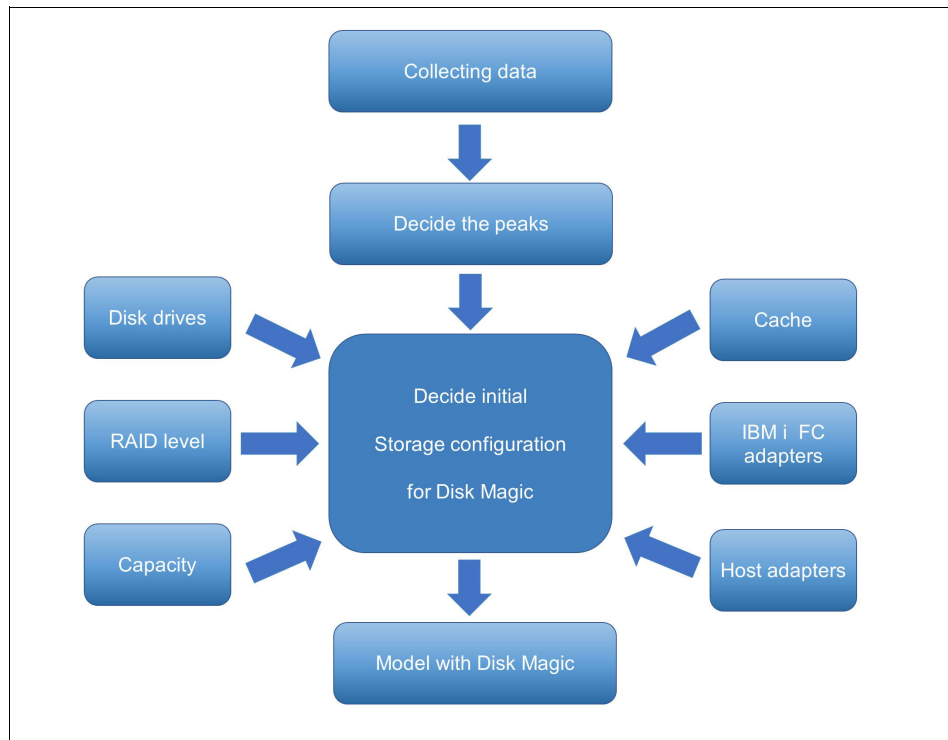 Collecting data
Decide the peaks
Disk drives
Cache
Decide initial
Storage configuration
for Disk Magic
RAID level
IBM i  FC
adapters
Capacity
Host adapters
Model with Disk Magic